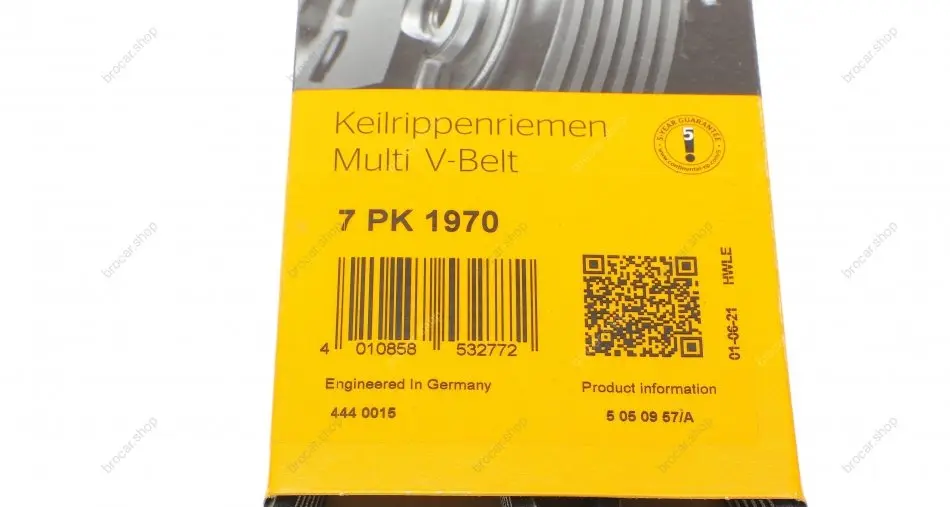 Keilrippenriemen
Multi V-Belt
5 YEAR GUARANTEE
5
7 PK 1970
4 010858 532772
HWLE
01-06-21
Engineered In Germany
Product information
444 0015
5 05 09 57/A
brocar.shop